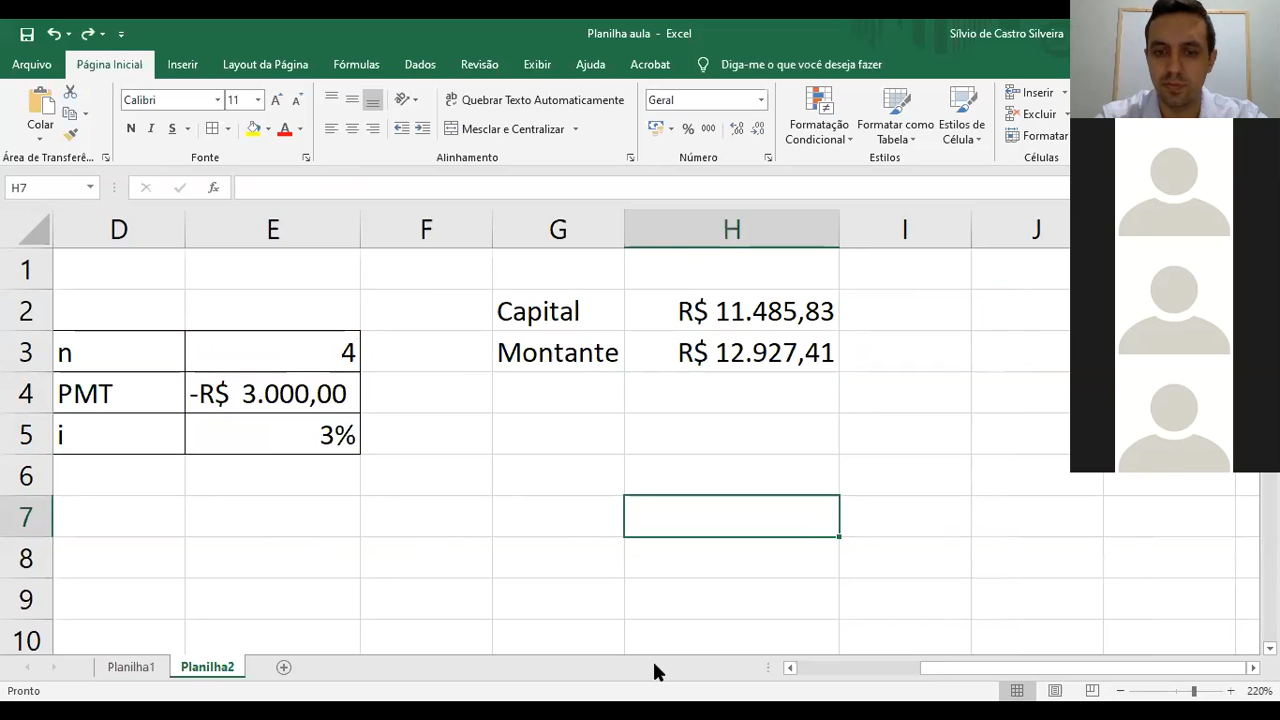 Planilha aula - Excel
Sílvio de Castro Silveira
Arquivo Página Inicial Inserir Layout da Página Fórmulas Dados Revisão Exibir Ajuda Acrobat Diga-me o que você deseja fazer
Colar
Calibri 11
N I S
Quebrar Texto Automaticamente
Mesclar e Centralizar
Geral
% 000
Formatação Condicional
Formatar como Tabela
Estilos de Célula
Inserir
Excluir
Formatar
Área de Transferê... Fonte Alinhamento Número Estilos Células
H7 fx
D E F G H I J
1
2 Capital R$ 11.485,83
3 n 4 Montante R$ 12.927,41
4 PMT -R$ 3.000,00
5 i 3%
6
7
8
9
10
Planilha1 Planilha2
Pronto 220%